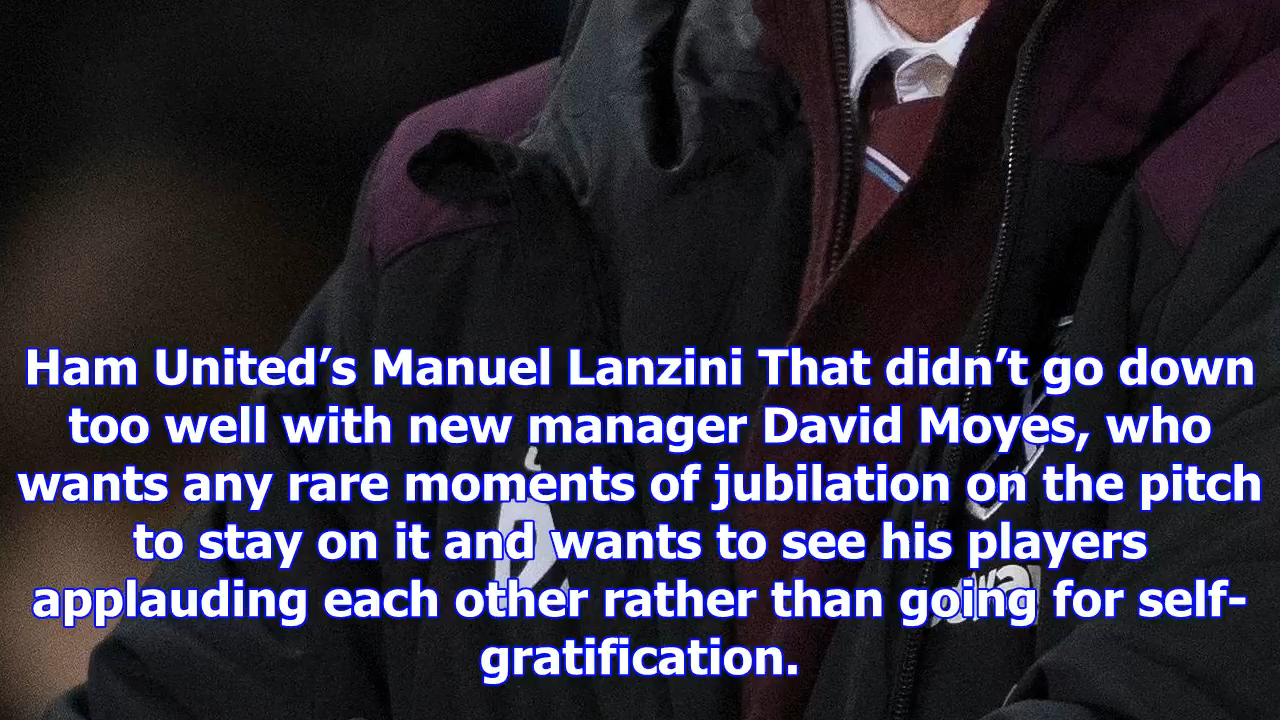 Ham United’s Manuel Lanzini That didn’t go down
too well with new manager David Moyes, who
wants any rare moments of jubilation on the pitch
to stay on it and wants to see his players
applauding each other rather than going for self-
gratification.